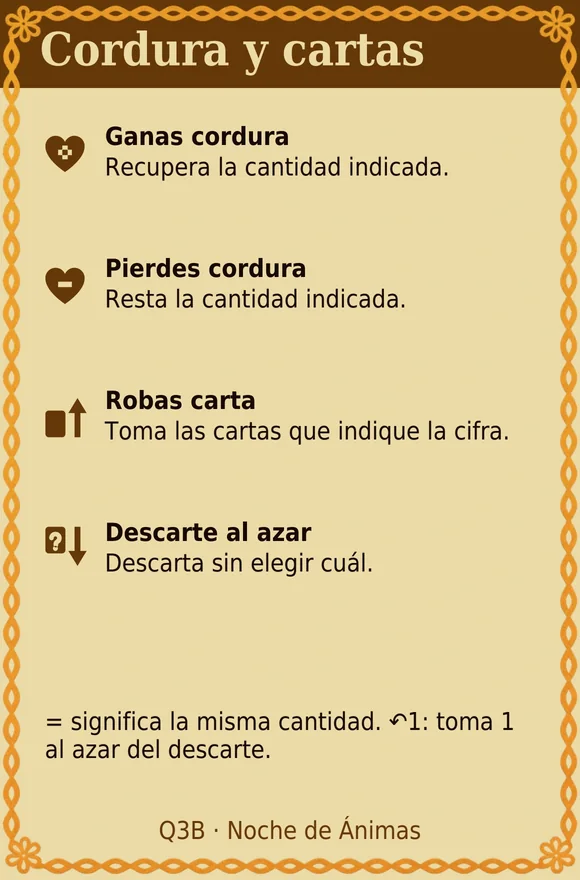 Cordura y cartas
Ganas cordura
Recupera la cantidad indicada.
Pierdes cordura
Resta la cantidad indicada.
Robas carta
Toma las cartas que indique la cifra.
?
Descarte al azar
Descarta sin elegir cuál.
= significa la misma cantidad. ↶1: toma 1
al azar del descarte.
Q3B · Noche de Ánimas